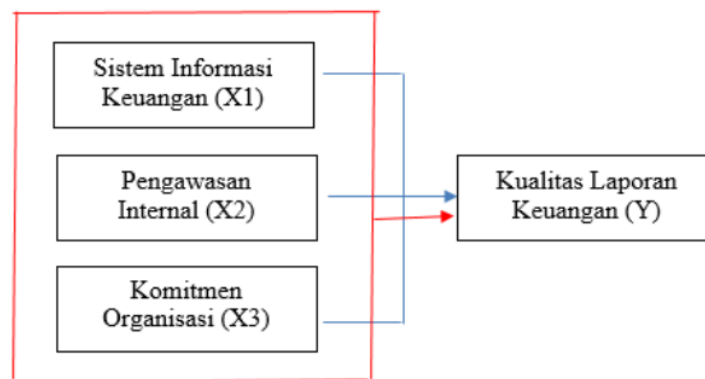 Sistem Informasi
Keuangan (X1)
Pengawasan
Internal (X2)
Komitmen
Organisasi (X3)
Kualitas Laporan
Keuangan (Y)